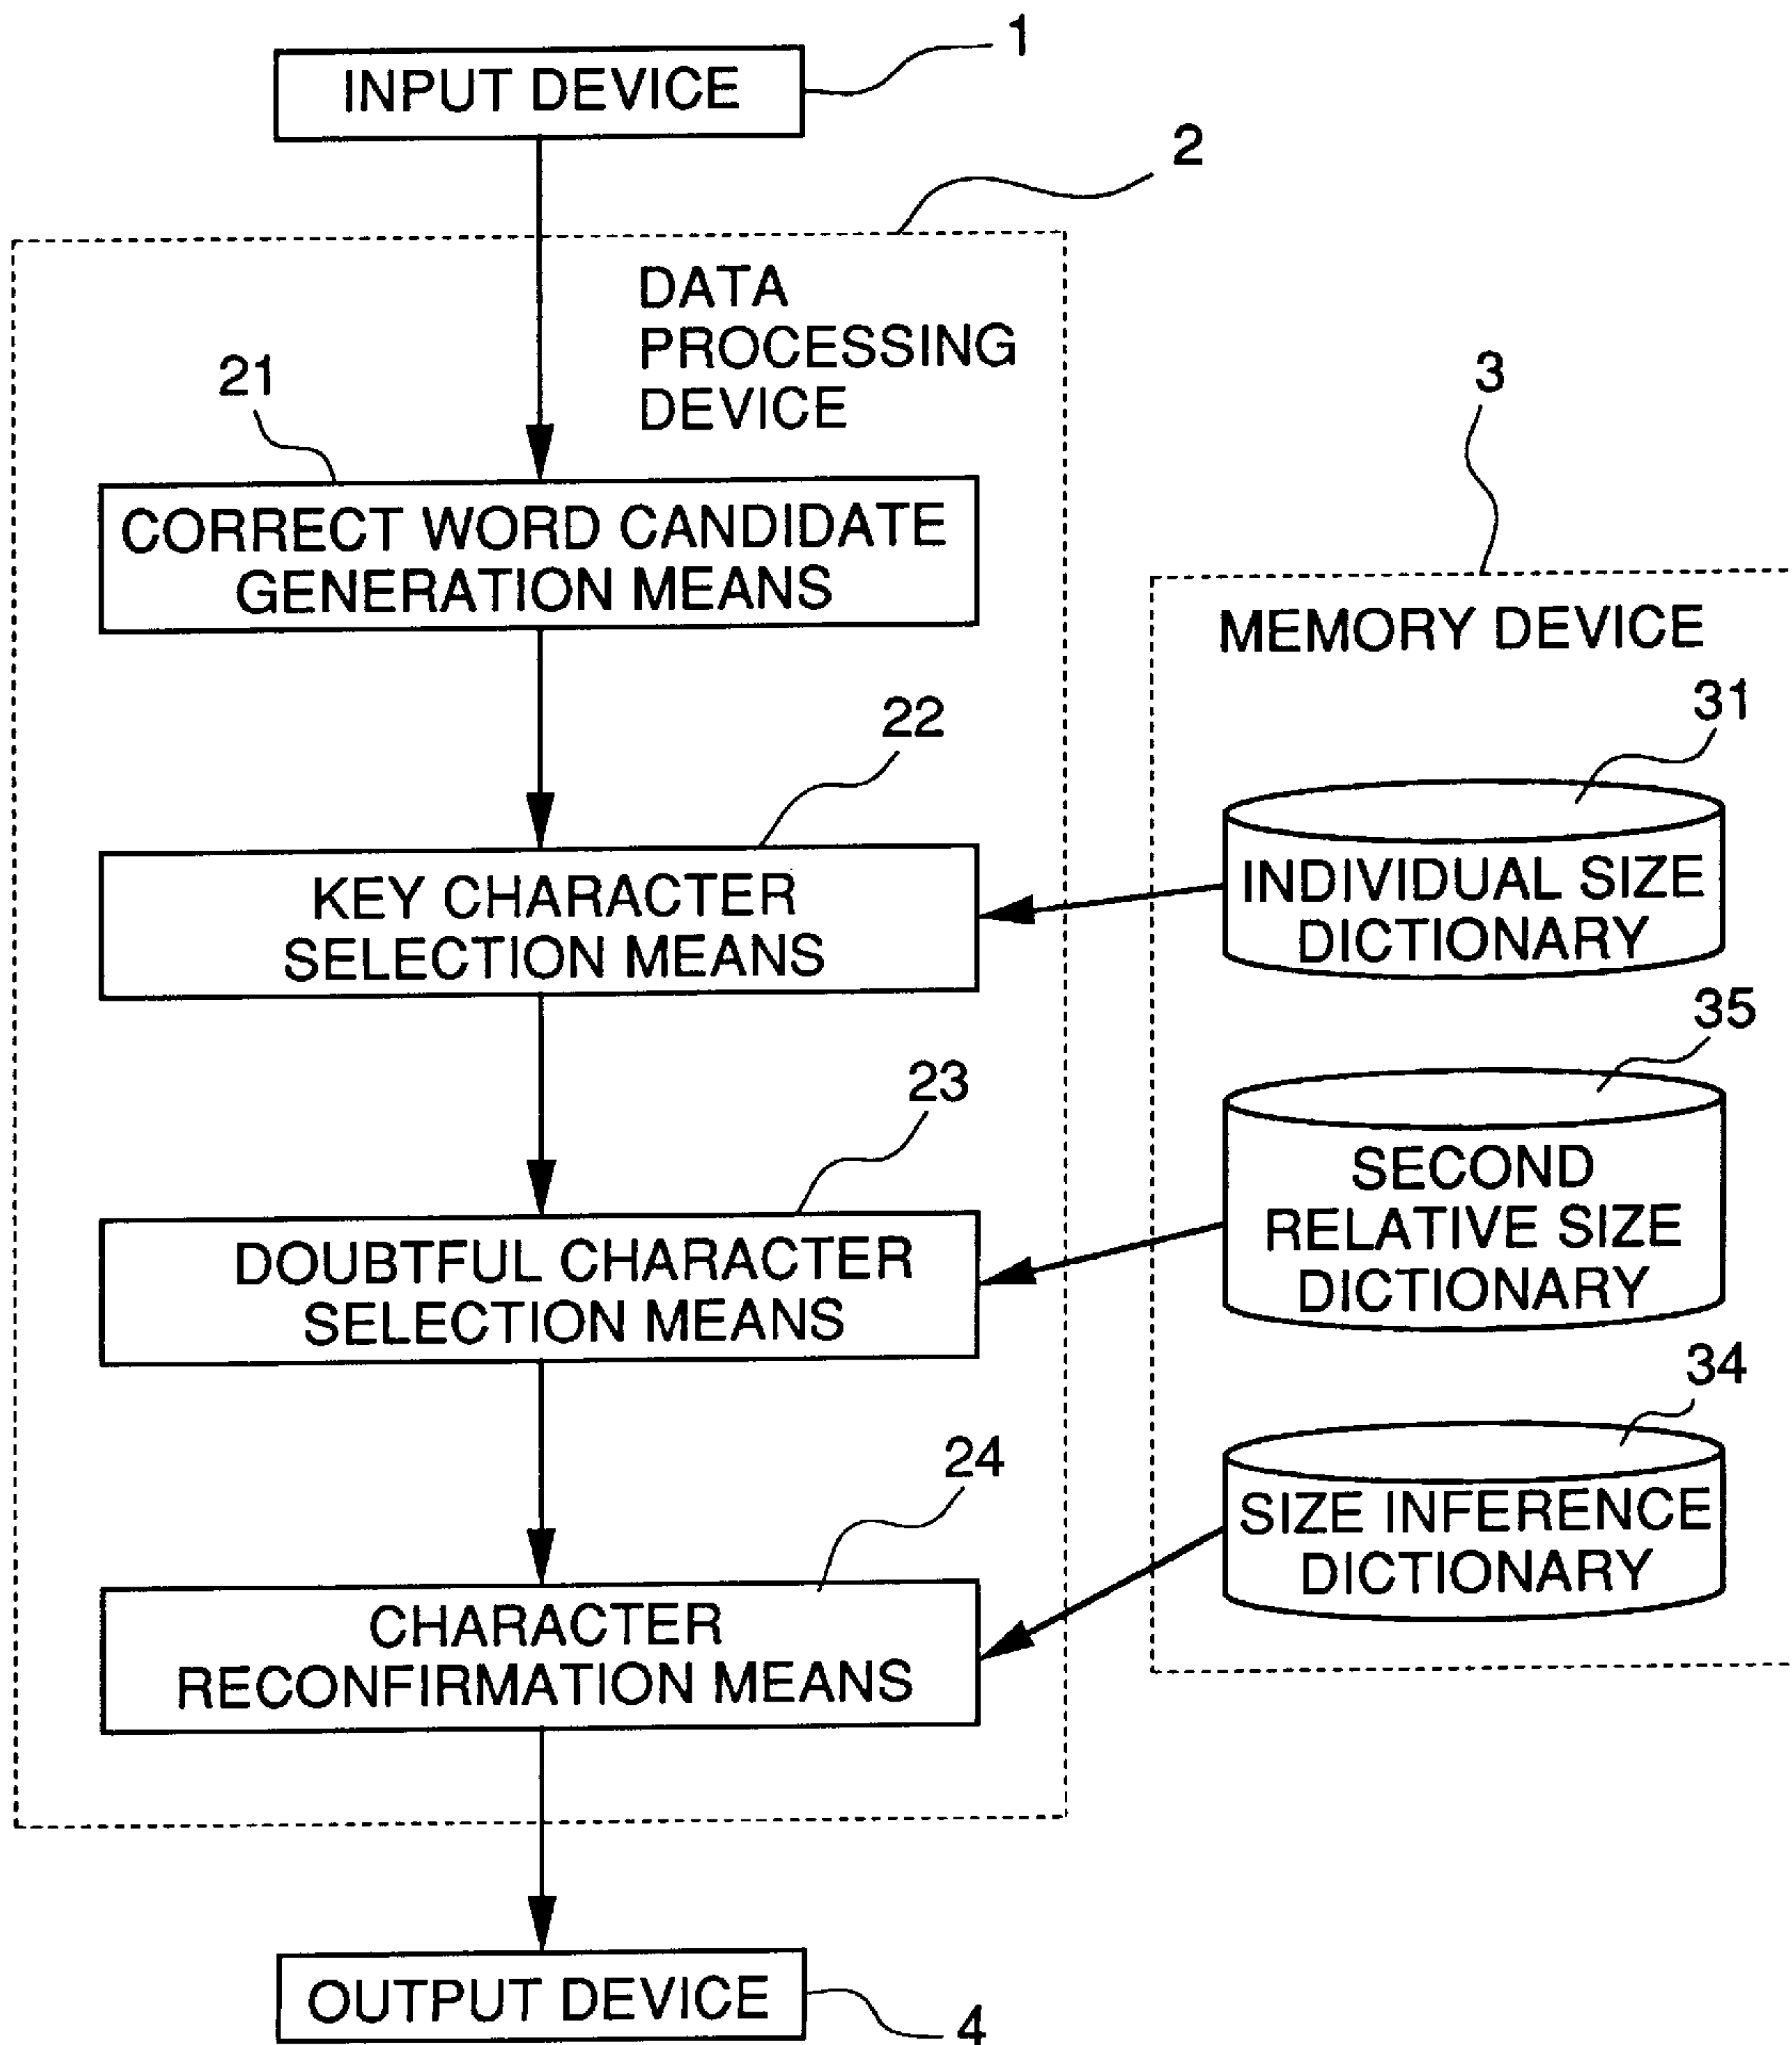 1
INPUT DEVICE
2
DATA
PROCESSING
DEVICE
21
CORRECT WORD CANDIDATE
GENERATION MEANS
3
MEMORY DEVICE
22
KEY CHARACTER
SELECTION MEANS
31
INDIVIDUAL SIZE
DICTIONARY
23
DOUBTFUL CHARACTER
SELECTION MEANS
35
SECOND
RELATIVE SIZE
DICTIONARY
24
CHARACTER
RECONFIRMATION MEANS
34
SIZE INFERENCE
DICTIONARY
OUTPUT DEVICE
4